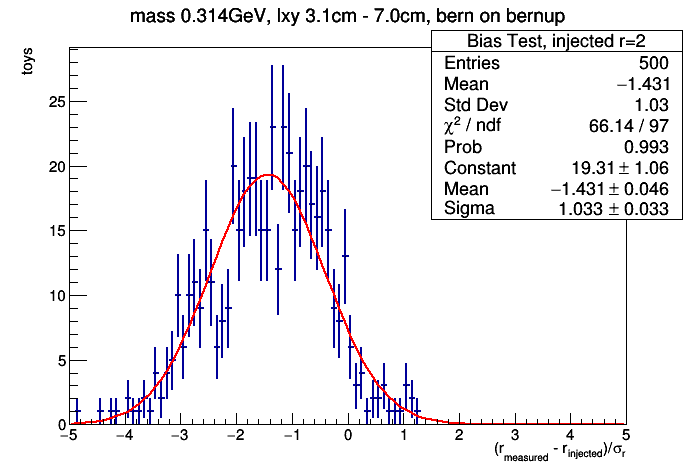 mass 0.314GeV, lxy 3.1cm - 7.0cm, bern on bernup
toys
Bias Test, injected r=2
Entries 500
Mean −1.431
Std Dev 1.03
χ² / ndf 66.14 / 97
Prob 0.993
Constant 19.31 ± 1.06
Mean −1.431 ± 0.046
Sigma 1.033 ± 0.033
25
20
15
10
5
0
−5 −4 −3 −2 −1 0 1 2 3 4 5
(r_measured - r_injected)/σ_r